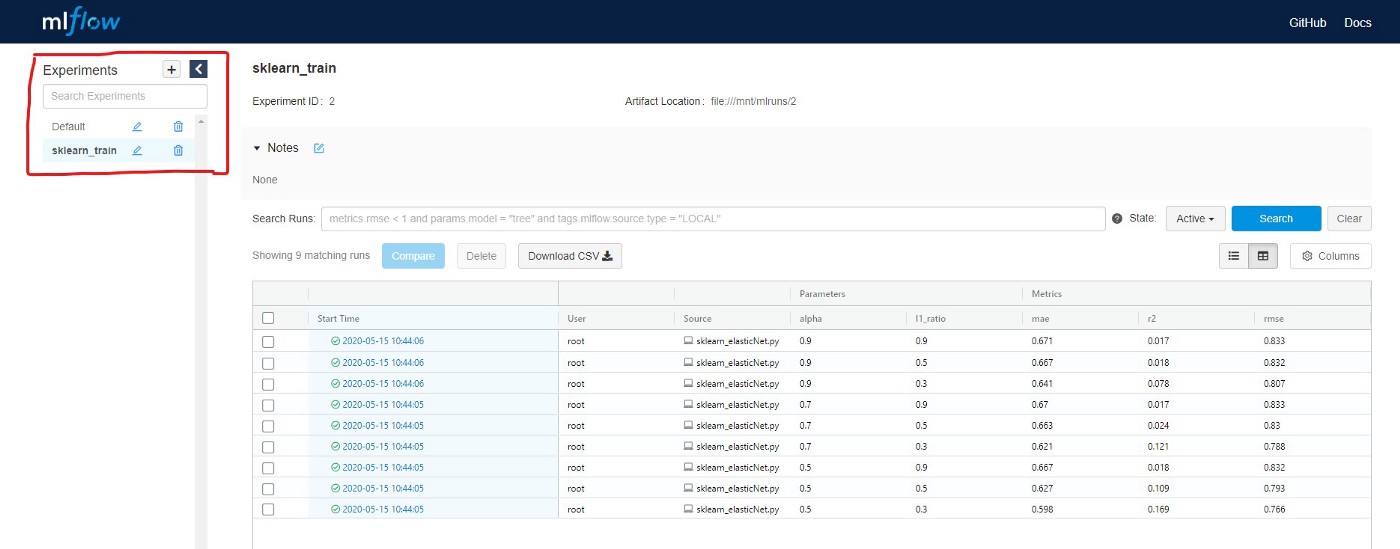 mlflow
GitHub Docs
Experiments +
Search Experiments
Default
sklearn_train
sklearn_train
Experiment ID: 2 Artifact Location: file:///mnt/mlruns/2
Notes
None
Search Runs: metrics.rmse < 1 and params.model = "tree" and tags.mlflow.source.type = "LOCAL" ? State: Active Search Clear
Showing 9 matching runs Compare Delete Download CSV Columns
Parameters Metrics
Start Time User Source alpha l1_ratio mae r2 rmse
2020-05-15 10:44:06 root sklearn_elasticNet.py 0.9 0.9 0.671 0.017 0.833
2020-05-15 10:44:06 root sklearn_elasticNet.py 0.9 0.5 0.667 0.018 0.832
2020-05-15 10:44:06 root sklearn_elasticNet.py 0.9 0.3 0.641 0.078 0.807
2020-05-15 10:44:05 root sklearn_elasticNet.py 0.7 0.9 0.67 0.017 0.833
2020-05-15 10:44:05 root sklearn_elasticNet.py 0.7 0.5 0.663 0.024 0.83
2020-05-15 10:44:05 root sklearn_elasticNet.py 0.7 0.3 0.621 0.121 0.788
2020-05-15 10:44:05 root sklearn_elasticNet.py 0.5 0.9 0.667 0.018 0.832
2020-05-15 10:44:05 root sklearn_elasticNet.py 0.5 0.5 0.627 0.109 0.793
2020-05-15 10:44:05 root sklearn_elasticNet.py 0.5 0.3 0.598 0.169 0.766